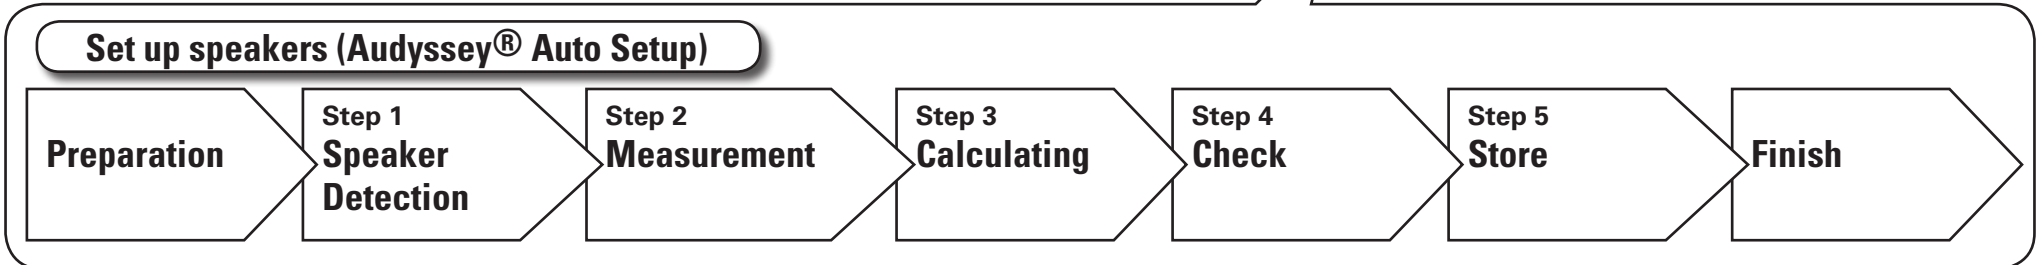 Set up speakers (Audyssey® Auto Setup)
Preparation
Step 1
Speaker
Detection
Step 2
Measurement
Step 3
Calculating
Step 4
Check
Step 5
Store
Finish